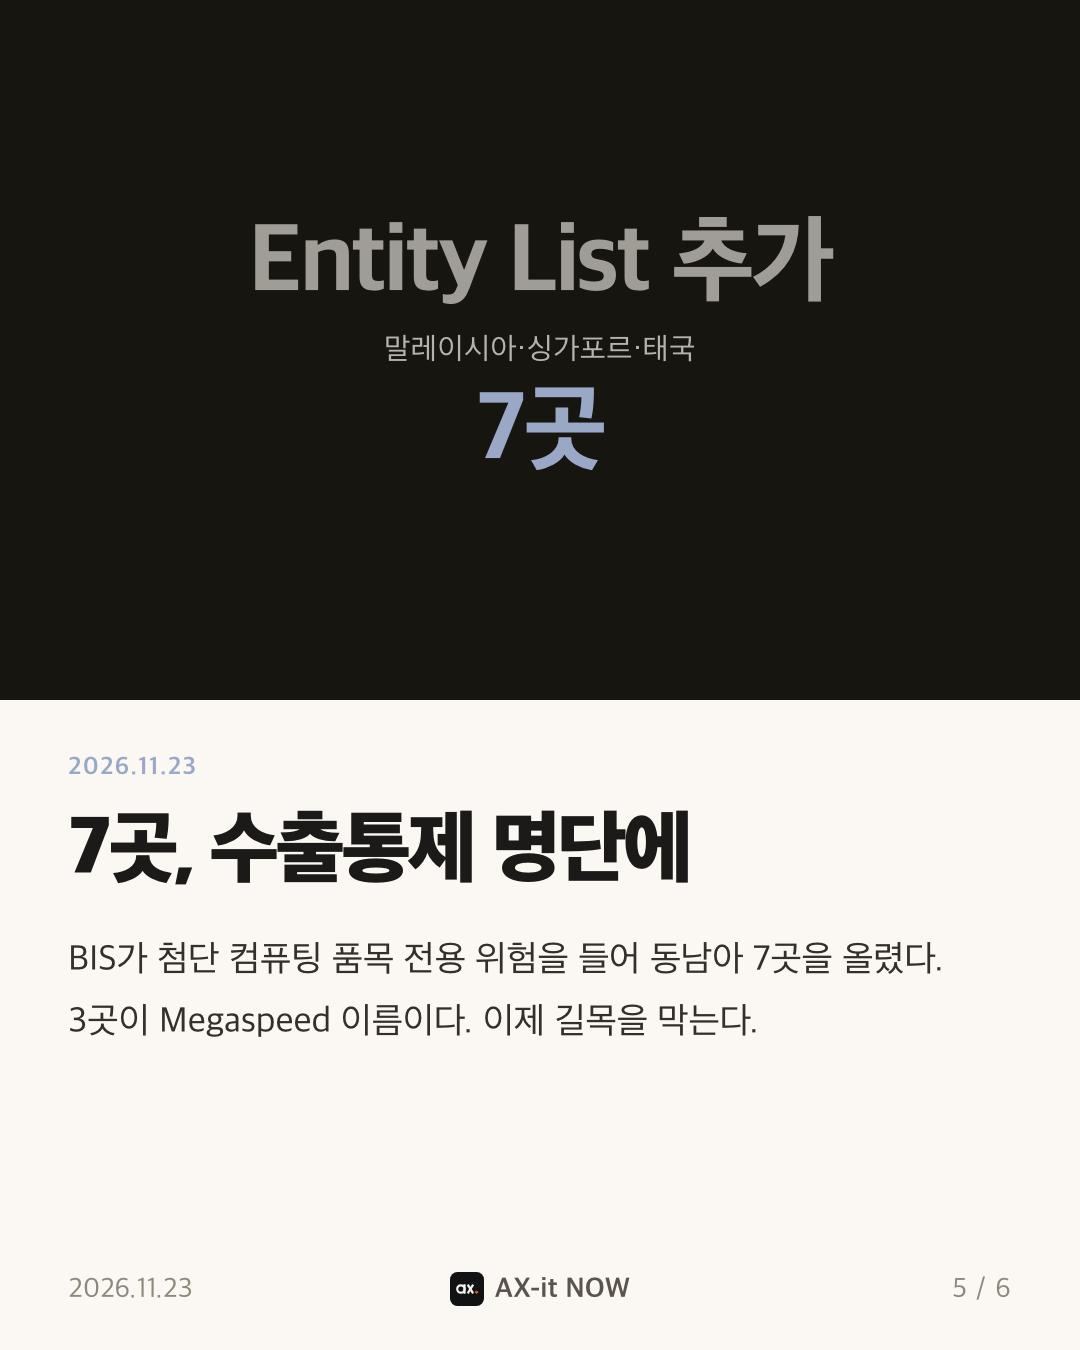 Entity List 추가
말레이시아·싱가포르·태국
7곳
2026.11.23
7곳, 수출통제 명단에
BIS가 첨단 컴퓨팅 품목 전용 위험을 들어 동남아 7곳을 올렸다.
3곳이 Megaspeed 이름이다. 이제 길목을 막는다.
2026.11.23
ax. AX-it NOW
5 / 6